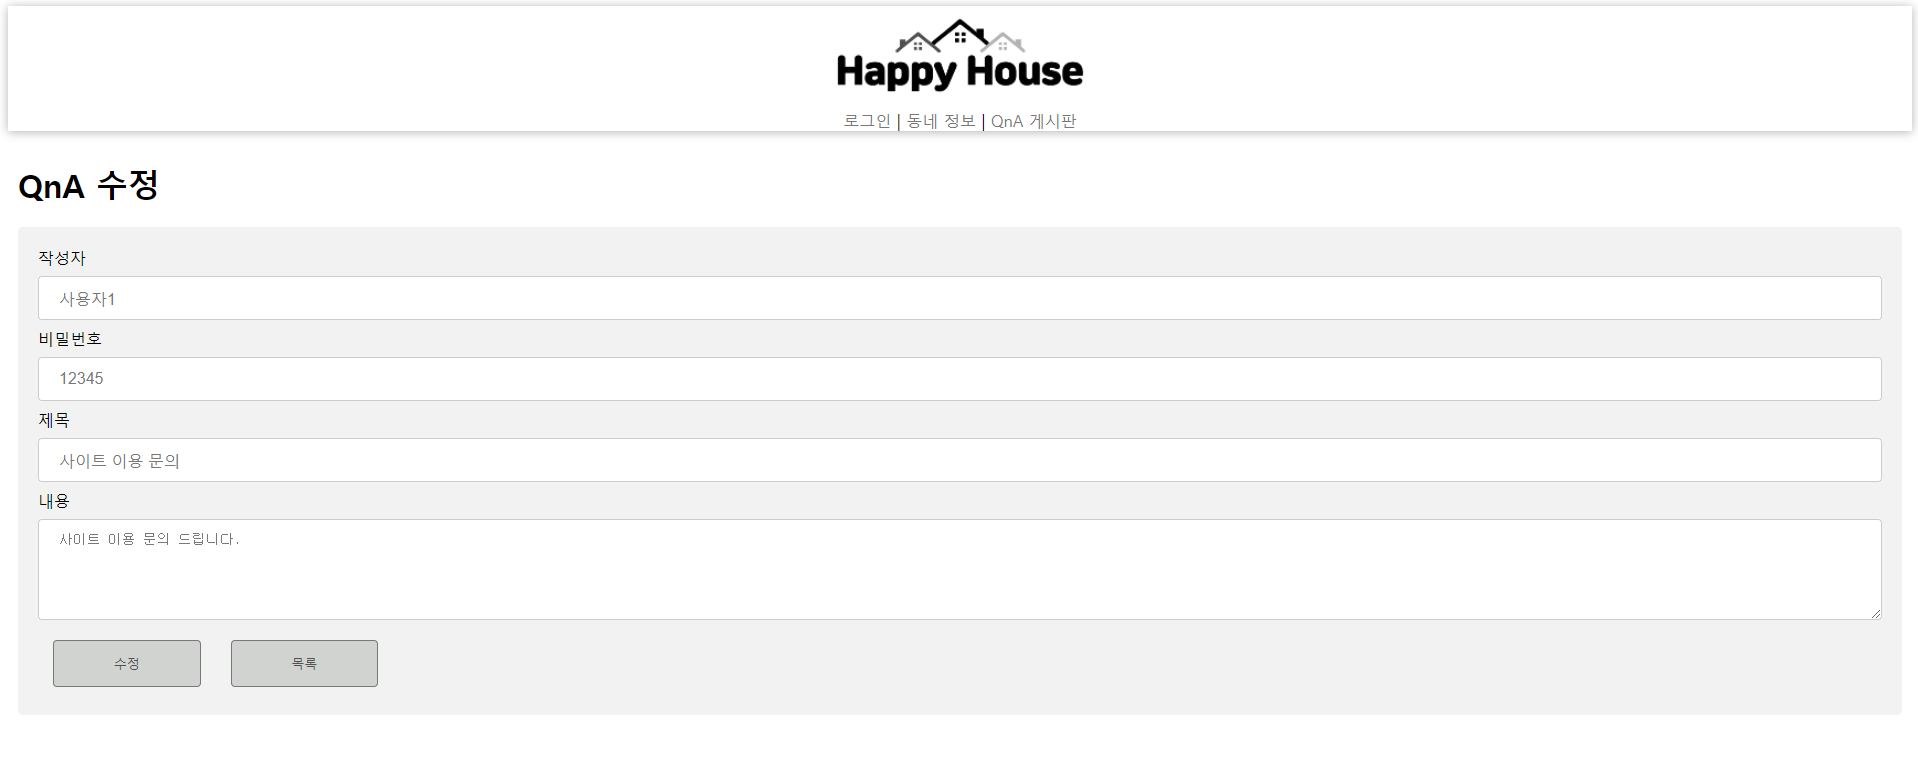 Happy House
로그인 | 동네 정보 | QnA 게시판
QnA 수정
작성자
사용자1
비밀번호
12345
제목
사이트 이용 문의
내용
사이트 이용 문의 드립니다.
수정 목록